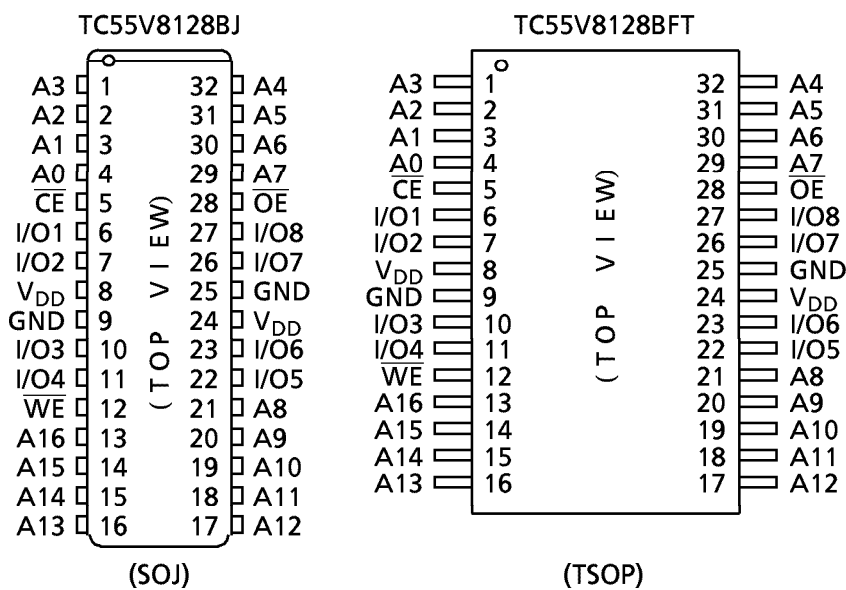 TC55V8128BJ
A3 1 32 A4
A2 2 31 A5
A1 3 30 A6
A0 4 29 A7
C̅E̅ 5 28 O̅E̅
I/O1 6 27 I/O8
I/O2 7 26 I/O7
VDD 8 25 GND
GND 9 24 VDD
I/O3 10 23 I/O6
I/O4 11 22 I/O5
W̅E̅ 12 21 A8
A16 13 20 A9
A15 14 19 A10
A14 15 18 A11
A13 16 17 A12
(TOP VIEW)
(SOJ)
TC55V8128BFT
A3 1 32 A4
A2 2 31 A5
A1 3 30 A6
A0 4 29 A7
C̅E̅ 5 28 O̅E̅
I/O1 6 27 I/O8
I/O2 7 26 I/O7
VDD 8 25 GND
GND 9 24 VDD
I/O3 10 23 I/O6
I/O4 11 22 I/O5
W̅E̅ 12 21 A8
A16 13 20 A9
A15 14 19 A10
A14 15 18 A11
A13 16 17 A12
(TOP VIEW)
(TSOP)